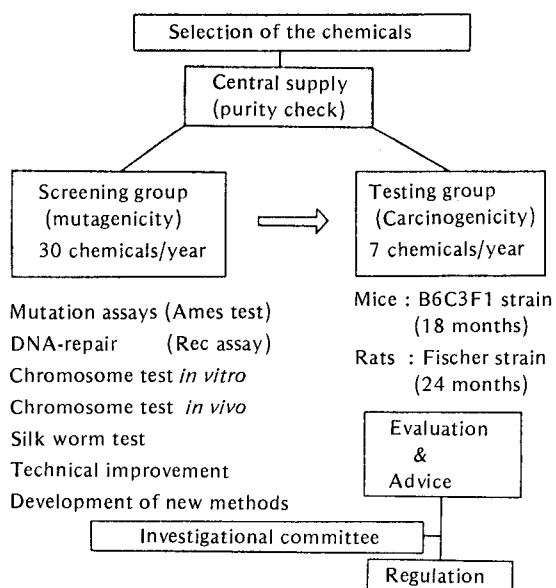 Selection of the chemicals
Central supply
(purity check)
Screening group
(mutagenicity)
30 chemicals/year
Testing group
(Carcinogenicity)
7 chemicals/year
Mutation assays (Ames test)
DNA-repair (Rec assay)
Chromosome test in vitro
Chromosome test in vivo
Silk worm test
Technical improvement
Development of new methods
Mice : B6C3F1 strain
(18 months)
Rats : Fischer strain
(24 months)
Evaluation
&
Advice
Investigational committee
Regulation